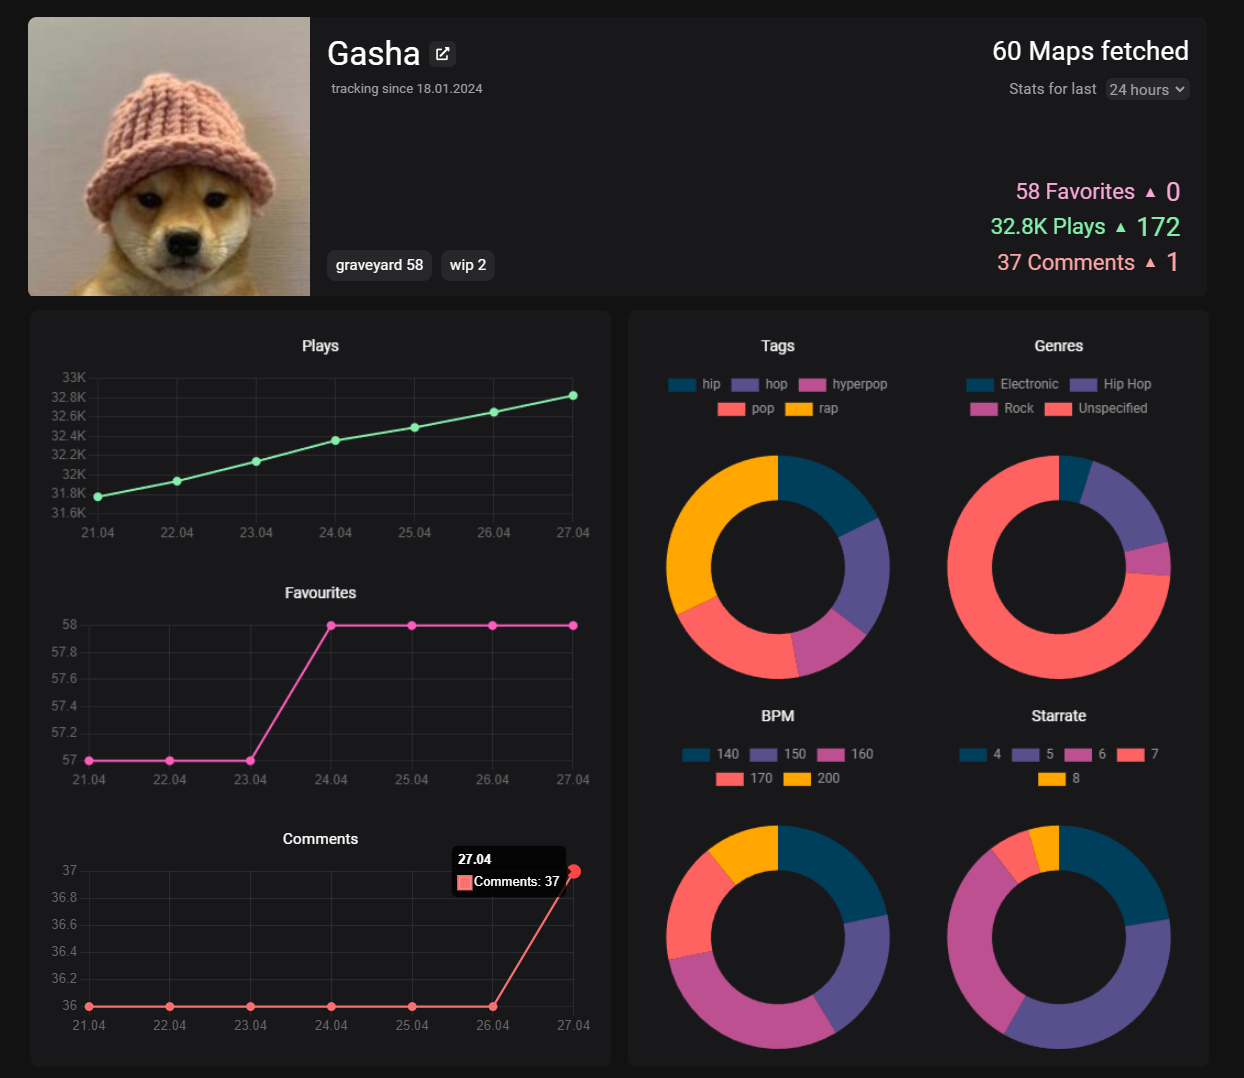 Gasha
tracking since 18.01.2024
60 Maps fetched
Stats for last 24 hours
58 Favorites ▲ 0
32.8K Plays ▲ 172
37 Comments ▲ 1
graveyard 58
wip 2
Plays
33K
32.8K
32.6K
32.4K
32.2K
32K
31.8K
31.6K
21.04 22.04 23.04 24.04 25.04 26.04 27.04
Favourites
58
57.8
57.6
57.4
57.2
57
21.04 22.04 23.04 24.04 25.04 26.04 27.04
Comments
27.04
Comments: 37
37
36.8
36.6
36.4
36.2
36
21.04 22.04 23.04 24.04 25.04 26.04 27.04
Tags
hip hop hyperpop
pop rap
Genres
Electronic Hip Hop
Rock Unspecified
BPM
140 150 160
170 200
Starrate
4 5 6 7
8